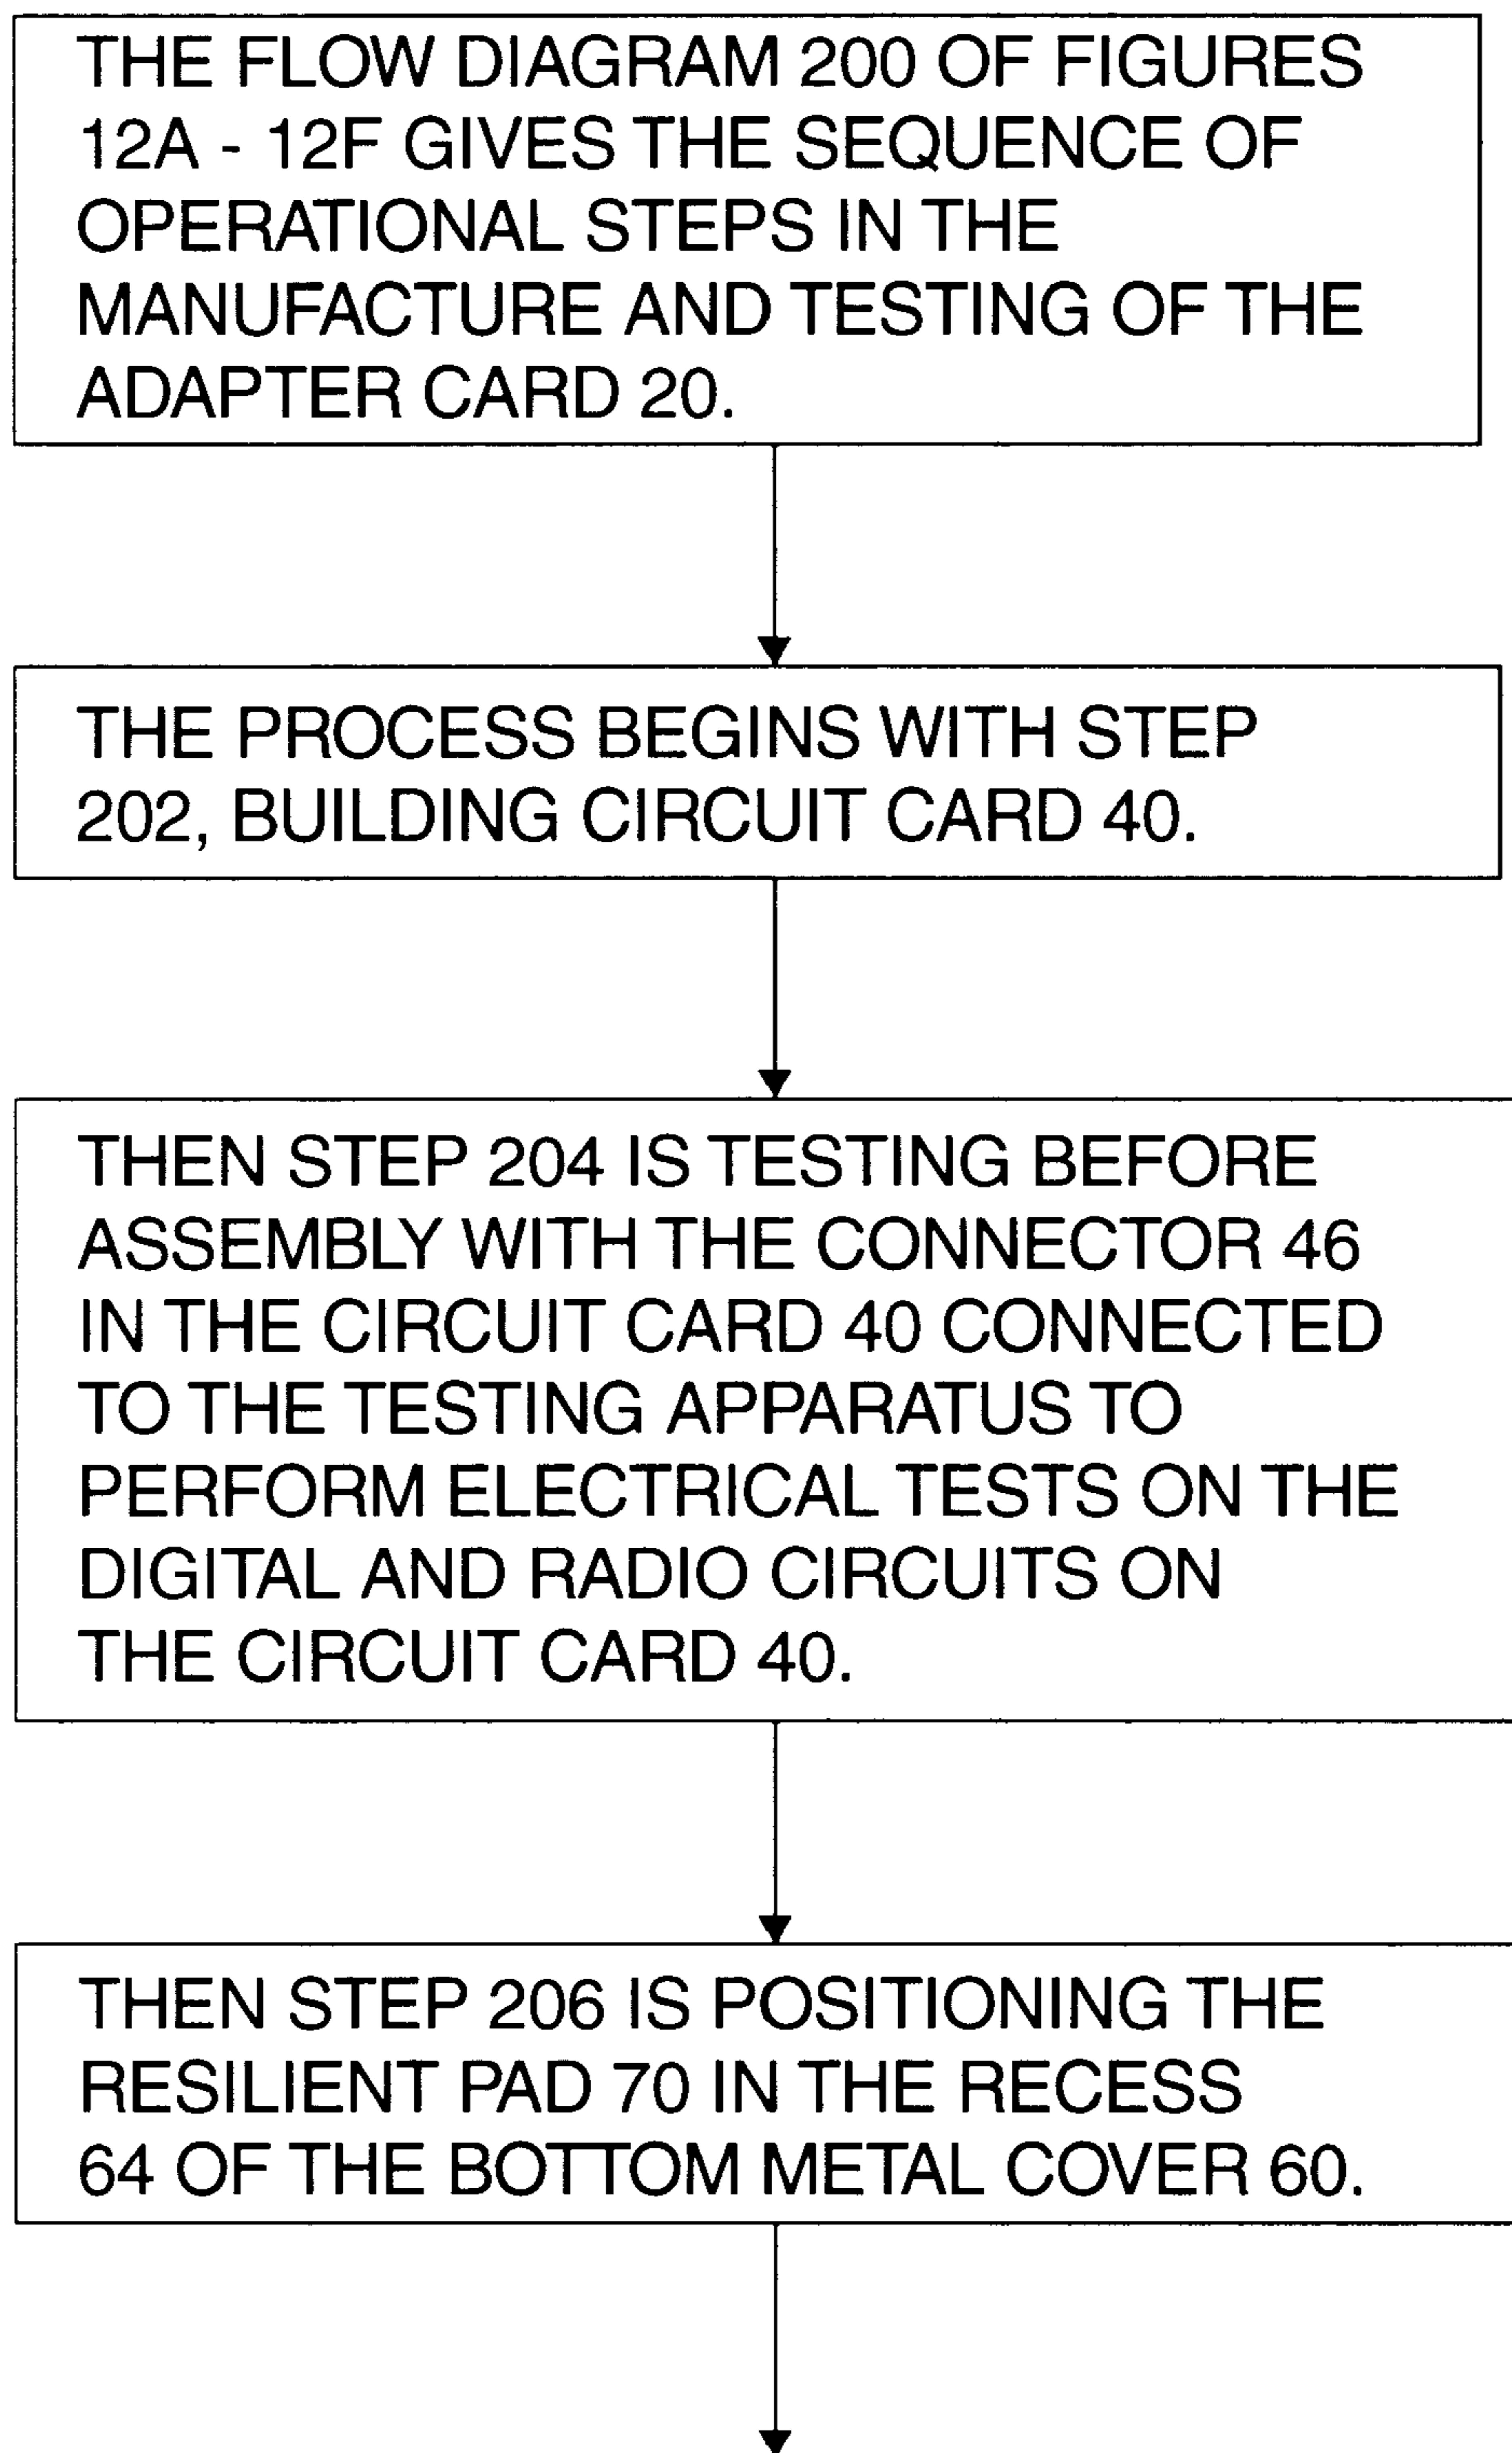 THE FLOW DIAGRAM 200 OF FIGURES
12A - 12F GIVES THE SEQUENCE OF
OPERATIONAL STEPS IN THE
MANUFACTURE AND TESTING OF THE
ADAPTER CARD 20.
THE PROCESS BEGINS WITH STEP
202, BUILDING CIRCUIT CARD 40.
THEN STEP 204 IS TESTING BEFORE
ASSEMBLY WITH THE CONNECTOR 46
IN THE CIRCUIT CARD 40 CONNECTED
TO THE TESTING APPARATUS TO
PERFORM ELECTRICAL TESTS ON THE
DIGITAL AND RADIO CIRCUITS ON
THE CIRCUIT CARD 40.
THEN STEP 206 IS POSITIONING THE
RESILIENT PAD 70 IN THE RECESS
64 OF THE BOTTOM METAL COVER 60.